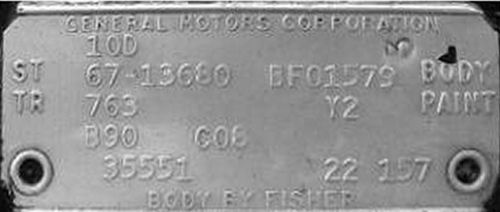 GENERAL MOTORS CORPORATION
10D
ST 67-13680 BF01579 BODY
TR 763 Y2 PAINT
B90 G08
35551 22 157
BODY BY FISHER